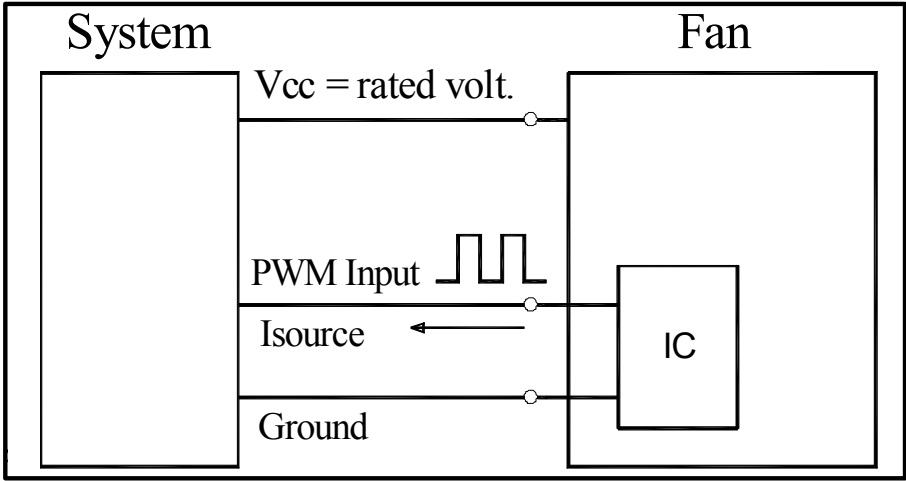 System
Fan
Vcc = rated volt.
PWM Input
Isource
IC
Ground